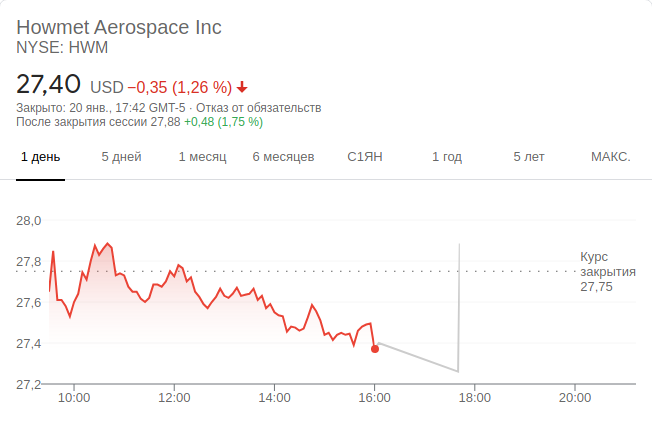 Howmet Aerospace Inc
NYSE: HWM
27,40 USD −0,35 (1,26 %)
Закрыто: 20 янв., 17:42 GMT-5 · Отказ от обязательств
После закрытия сессии 27,88 +0,48 (1,75 %)
1 день 5 дней 1 месяц 6 месяцев С1ЯН 1 год 5 лет МАКС.
28,0
27,8
27,6
27,4
27,2
Курс
закрытия
27,75
10:00 12:00 14:00 16:00 18:00 20:00